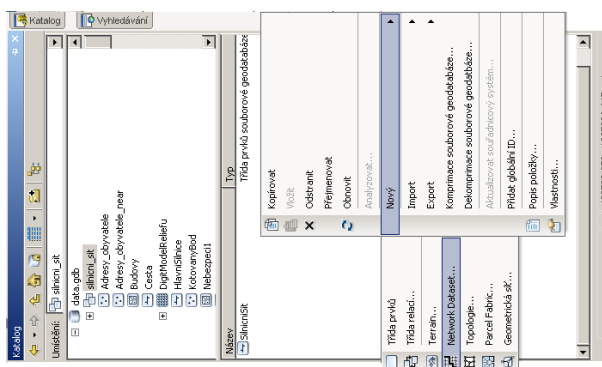 Katalog
Vyhledávání
Katalog
Umístění: silnicni_sit
data.gdb
silnicni_sit
Adresy_obyvatele
Adresy_obyvatele_near
Budovy
Cesta
DigitModelReliefu
HlavniSilnice
KotovanyBod
Nebezpeci1
Název
Typ
SilnicniSit
Třída prvků souborové geodatabáze
Kopírovat
Vložit
Odstranit
Přejmenovat
Obnovit
Analyzovat...
Nový
Import
Export
Komprimace souborové geodatabáze...
Dekomprimace souborové geodatbáze...
Aktualizovat souřadnicový systém...
Přidat globální ID...
Popis položky...
Vlastnosti...
Třída prvků
Třída relací...
Terrain...
Network Dataset...
Topologie...
Parcel Fabric...
Geometrická síť...